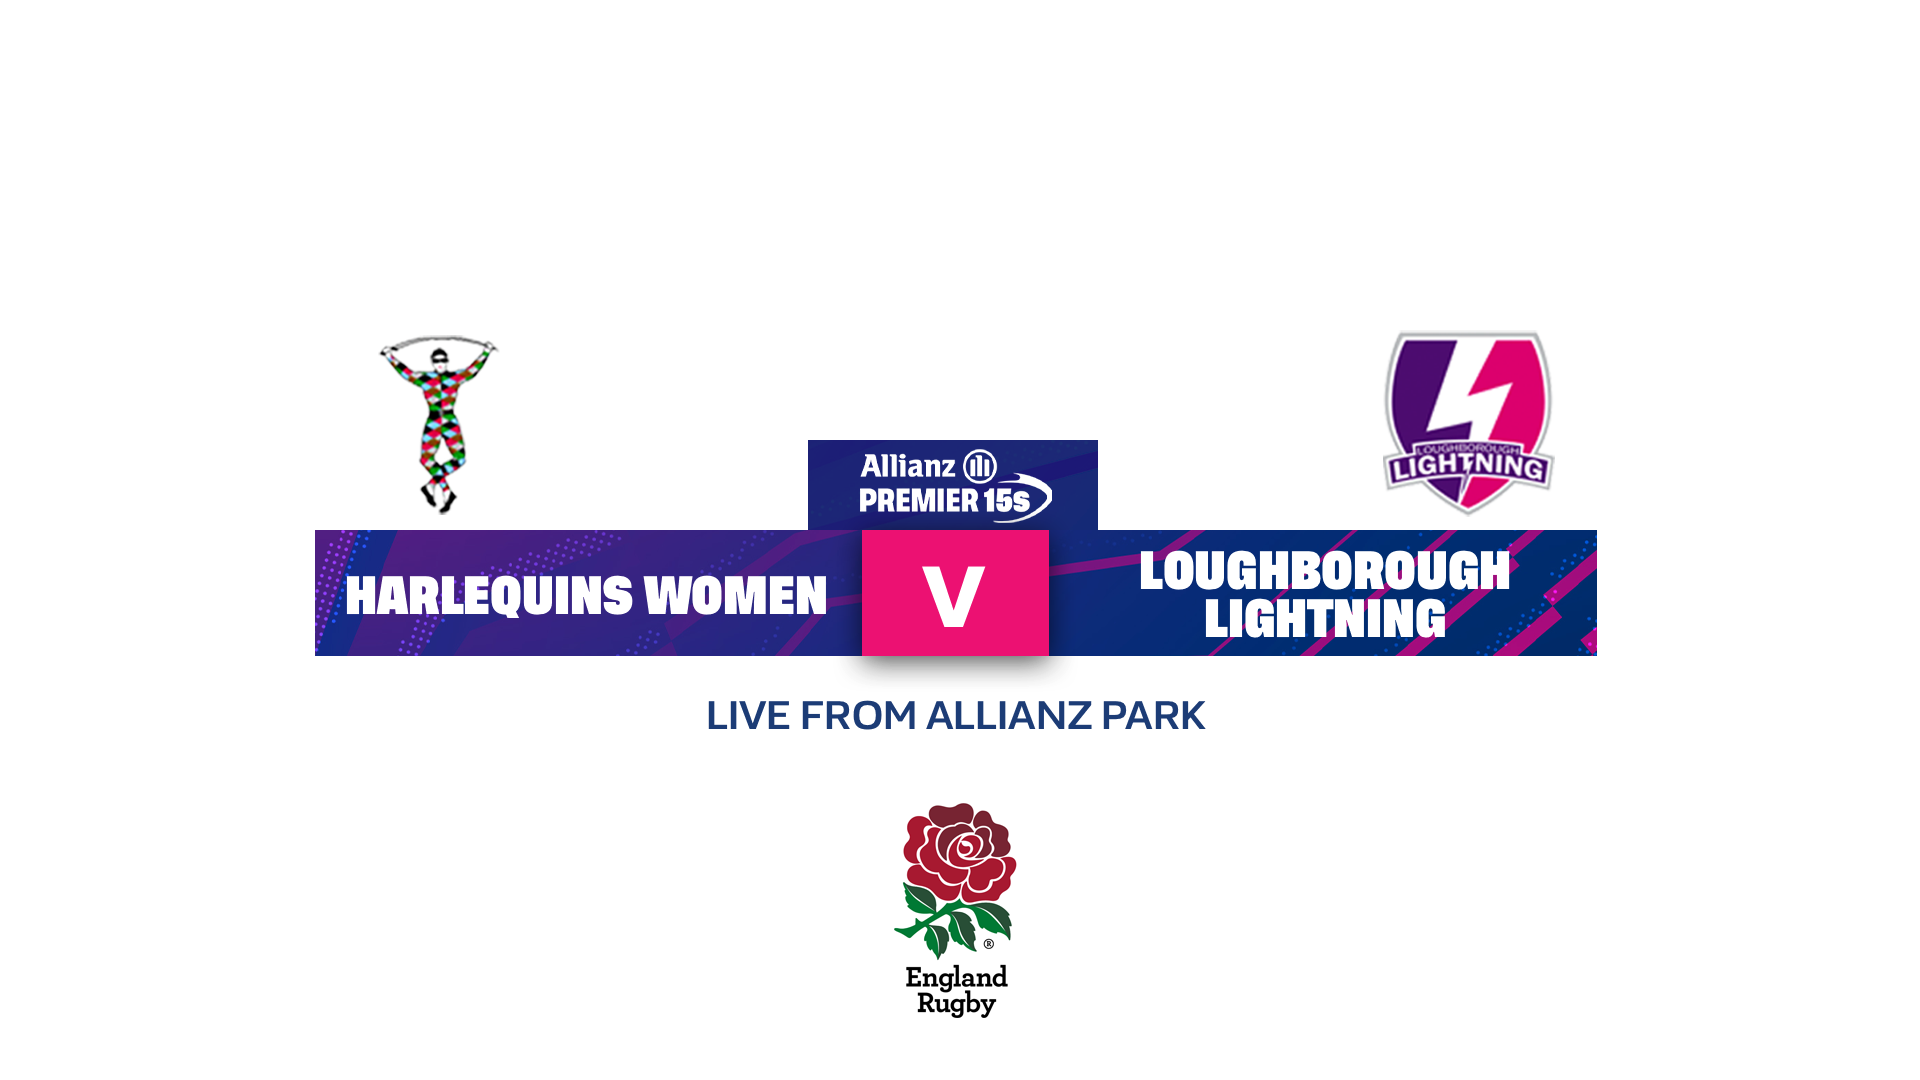 LOUGHBOROUGH
LIGHTNING
Allianz
PREMIER 15s
HARLEQUINS WOMEN
V
LOUGHBOROUGH
LIGHTNING
LIVE FROM ALLIANZ PARK
®
England
Rugby